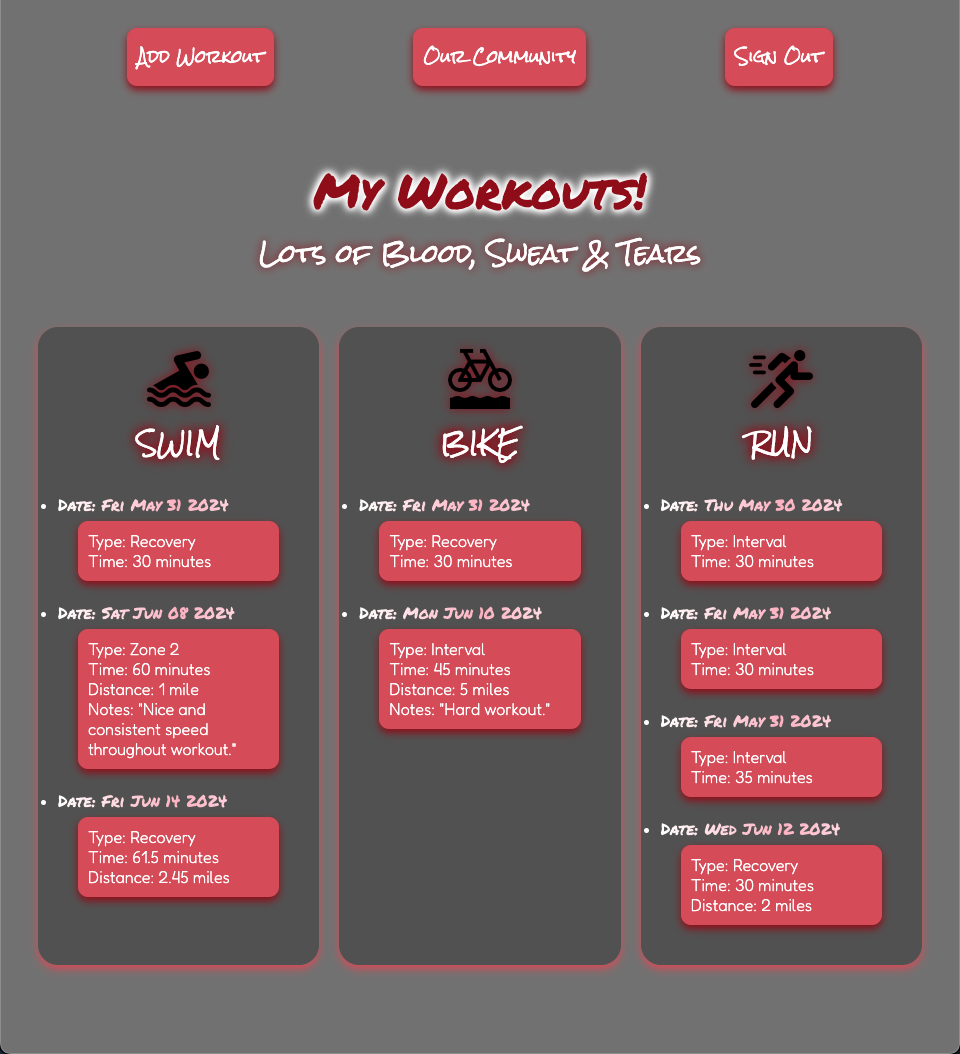 Add Workout
Our Community
Sign Out
My Workouts!
Lots of Blood, Sweat & Tears
SWIM
Date: Fri May 31 2024
Type: Recovery
Time: 30 minutes
Date: Sat Jun 08 2024
Type: Zone 2
Time: 60 minutes
Distance: 1 mile
Notes: "Nice and
consistent speed
throughout workout."
Date: Fri Jun 14 2024
Type: Recovery
Time: 61.5 minutes
Distance: 2.45 miles
BIKE
Date: Fri May 31 2024
Type: Recovery
Time: 30 minutes
Date: Mon Jun 10 2024
Type: Interval
Time: 45 minutes
Distance: 5 miles
Notes: "Hard workout."
RUN
Date: Thu May 30 2024
Type: Interval
Time: 30 minutes
Date: Fri May 31 2024
Type: Interval
Time: 30 minutes
Date: Fri May 31 2024
Type: Interval
Time: 35 minutes
Date: Wed Jun 12 2024
Type: Recovery
Time: 30 minutes
Distance: 2 miles